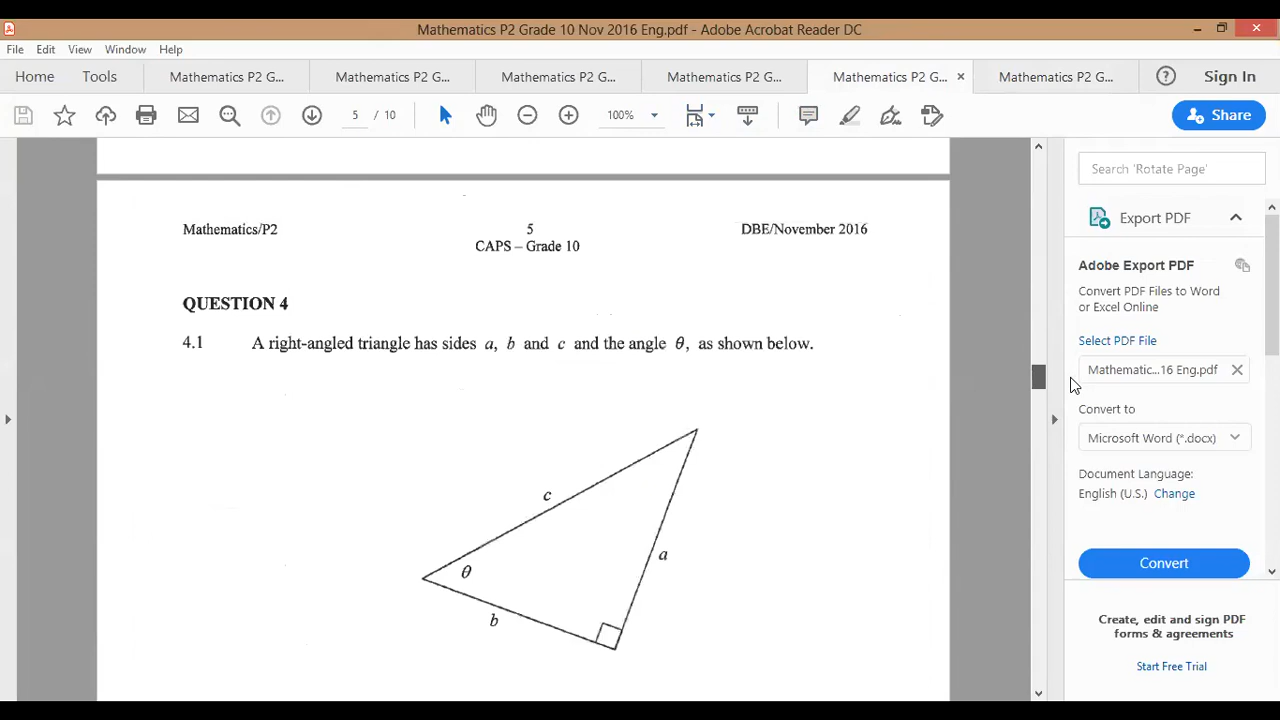 Mathematics P2 Grade 10 Nov 2016 Eng.pdf - Adobe Acrobat Reader DC
File Edit View Window Help
Home Tools Mathematics P2 G... Mathematics P2 G... Mathematics P2 G... Mathematics P2 G... Mathematics P2 G... × Mathematics P2 G... Sign In
5 / 10 100% Share
Mathematics/P2 5 DBE/November 2016
CAPS – Grade 10
QUESTION 4
4.1 A right-angled triangle has sides a, b and c and the angle θ, as shown below.
c
θ
a
b
Search 'Rotate Page'
Export PDF
Adobe Export PDF
Convert PDF Files to Word
or Excel Online
Select PDF File
Mathematic...16 Eng.pdf
Convert to
Microsoft Word (*.docx)
Document Language:
English (U.S.) Change
Convert
Create, edit and sign PDF
forms & agreements
Start Free Trial